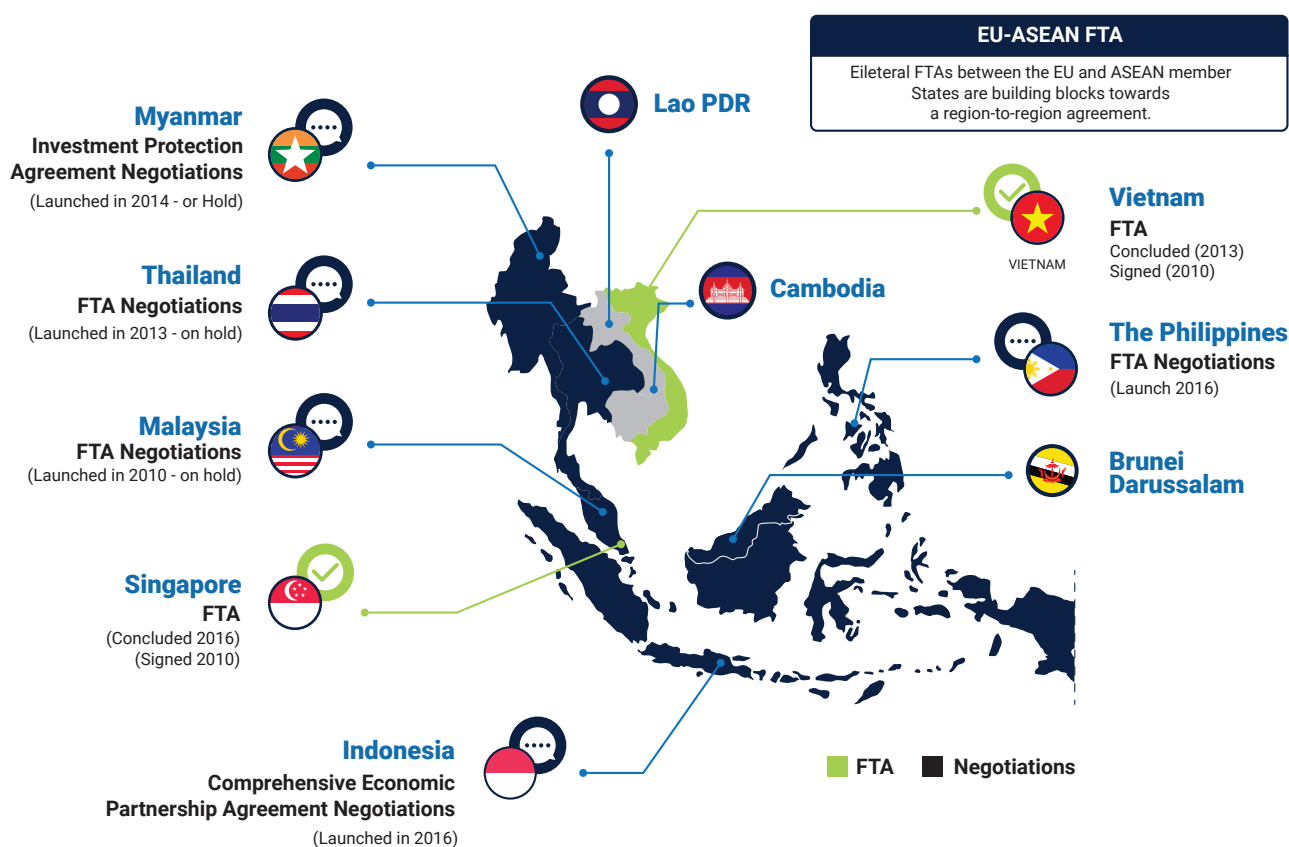 EU-ASEAN FTA
Eileteral FTAs between the EU and ASEAN member
States are building blocks towards
a region-to-region agreement.
Lao PDR
Myanmar
Investment Protection
Agreement Negotiations
(Launched in 2014 - or Hold)
Vietnam
FTA
Concluded (2013)
Signed (2010)
VIETNAM
Thailand
FTA Negotiations
(Launched in 2013 - on hold)
Cambodia
The Philippines
FTA Negotiations
(Launch 2016)
Malaysia
FTA Negotiations
(Launched in 2010 - on hold)
Brunei
Darussalam
Singapore
FTA
(Concluded 2016)
(Signed 2010)
Indonesia
Comprehensive Economic
Partnership Agreement Negotiations
(Launched in 2016)
FTA
Negotiations